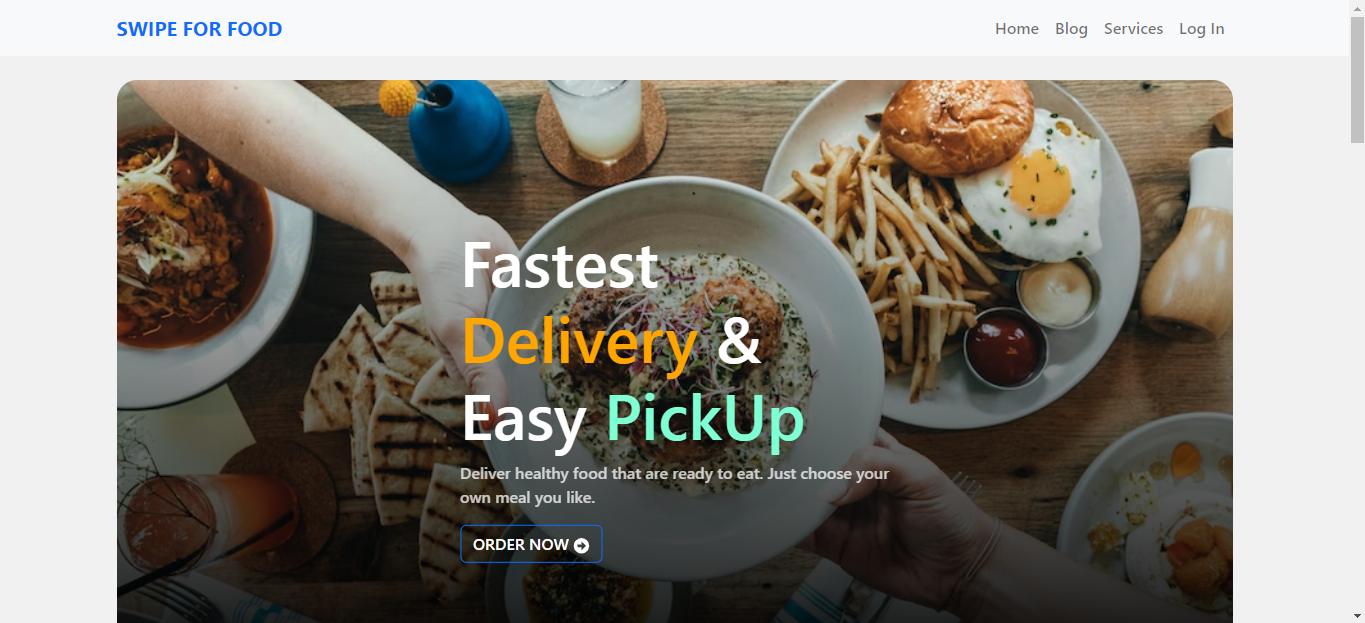 SWIPE FOR FOOD
Home Blog Services Log In
Fastest
Delivery &
Easy PickUp
Deliver healthy food that are ready to eat. Just choose your
own meal you like.
ORDER NOW